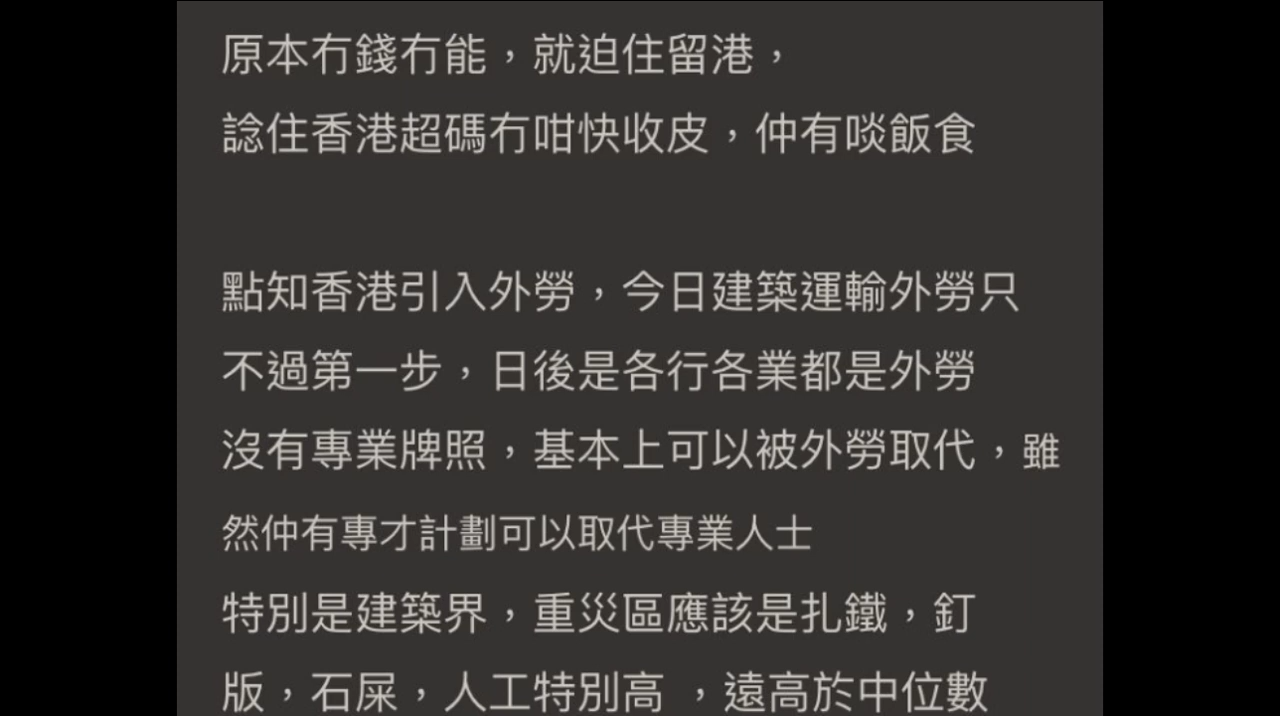 原本冇錢冇能，就迫住留港，
諗住香港超碼冇咁快收皮，仲有啖飯食
點知香港引入外勞，今日建築運輸外勞只
不過第一步，日後是各行各業都是外勞
沒有專業牌照，基本上可以被外勞取代，雖
然仲有專才計劃可以取代專業人士
特別是建築界，重災區應該是扎鐵，釘
版，石屎，人工特別高 ，遠高於中位數